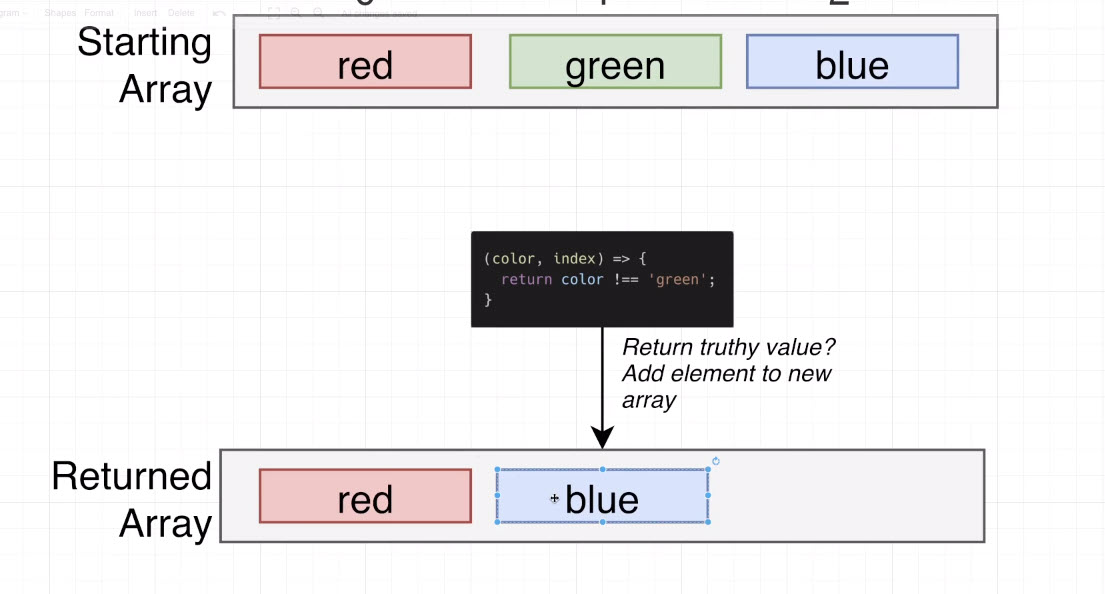 Shapes Format Insert Delete
Starting
Array
red green blue
(color, index) => {
return color !== 'green';
}
Return truthy value?
Add element to new
array
Returned
Array
red blue